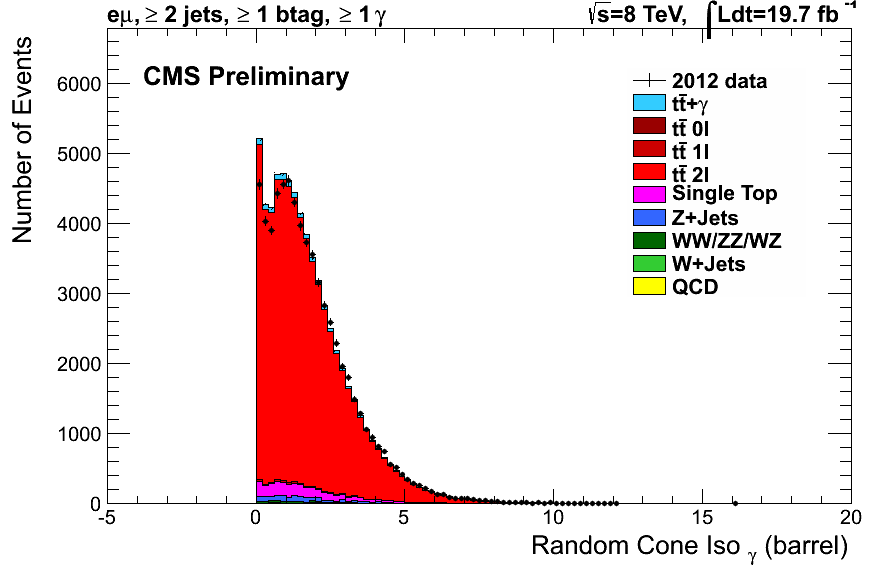 eμ, ≥ 2 jets, ≥ 1 btag, ≥ 1 γ
√s=8 TeV, ∫Ldt=19.7 fb⁻¹
CMS Preliminary
Number of Events
6000
5000
4000
3000
2000
1000
0
2012 data
tt̄+γ
tt̄ 0l
tt̄ 1l
tt̄ 2l
Single Top
Z+Jets
WW/ZZ/WZ
W+Jets
QCD
-5 0 5 10 15 20
Random Cone Iso γ (barrel)